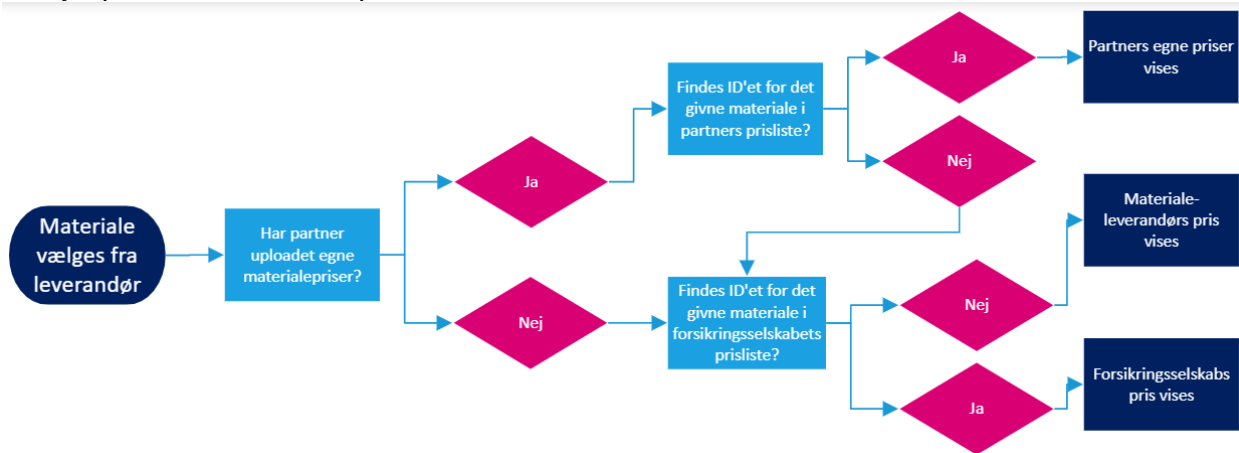 Materiale
vælges fra
leverandør
Har partner
uploadet egne
materialepriser?
Ja
Nej
Findes ID'et for det
givne materiale i
partners prisliste?
Ja
Nej
Findes ID'et for det
givne materiale i
forsikringsselskabets
prisliste?
Nej
Ja
Partners egne priser
vises
Materiale-
leverandørs pris
vises
Forsikringsselskabs
pris vises